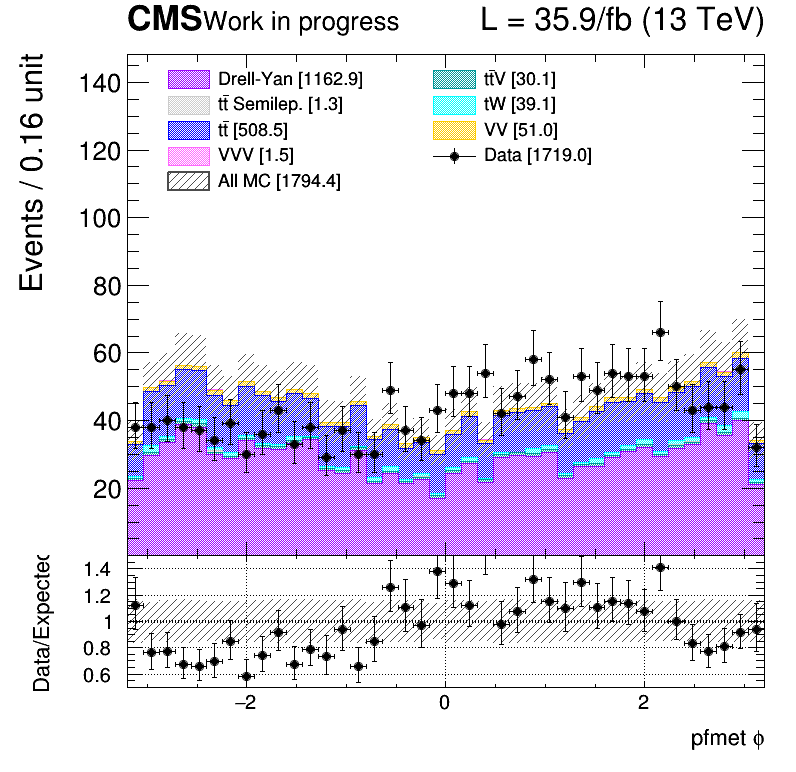 CMS Work in progress L = 35.9/fb (13 TeV)
Events / 0.16 unit
140
120
100
80
60
40
20
Drell-Yan [1162.9]
tt̄ Semilep. [1.3]
tt̄ [508.5]
VVV [1.5]
All MC [1794.4]
tt̄V [30.1]
tW [39.1]
VV [51.0]
Data [1719.0]
Data/Expected
1.4
1.2
1
0.8
0.6
−2 0 2
pfmet ϕ